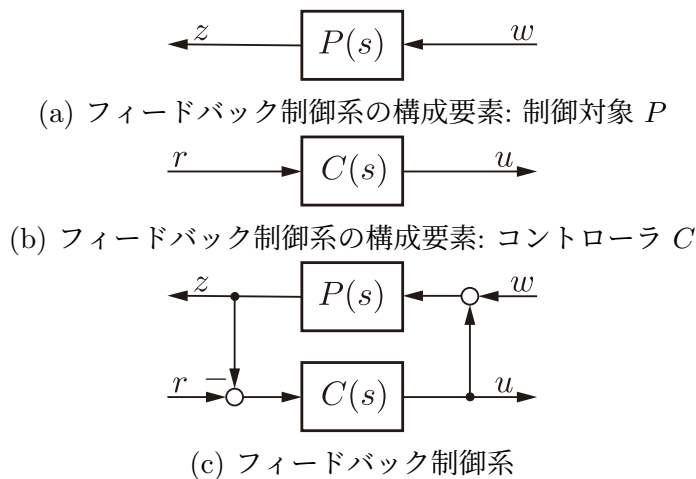 z P(s) w
(a) フィードバック制御系の構成要素: 制御対象 P
r C(s) u
(b) フィードバック制御系の構成要素: コントローラ C
z P(s) w
r − C(s) u
(c) フィードバック制御系